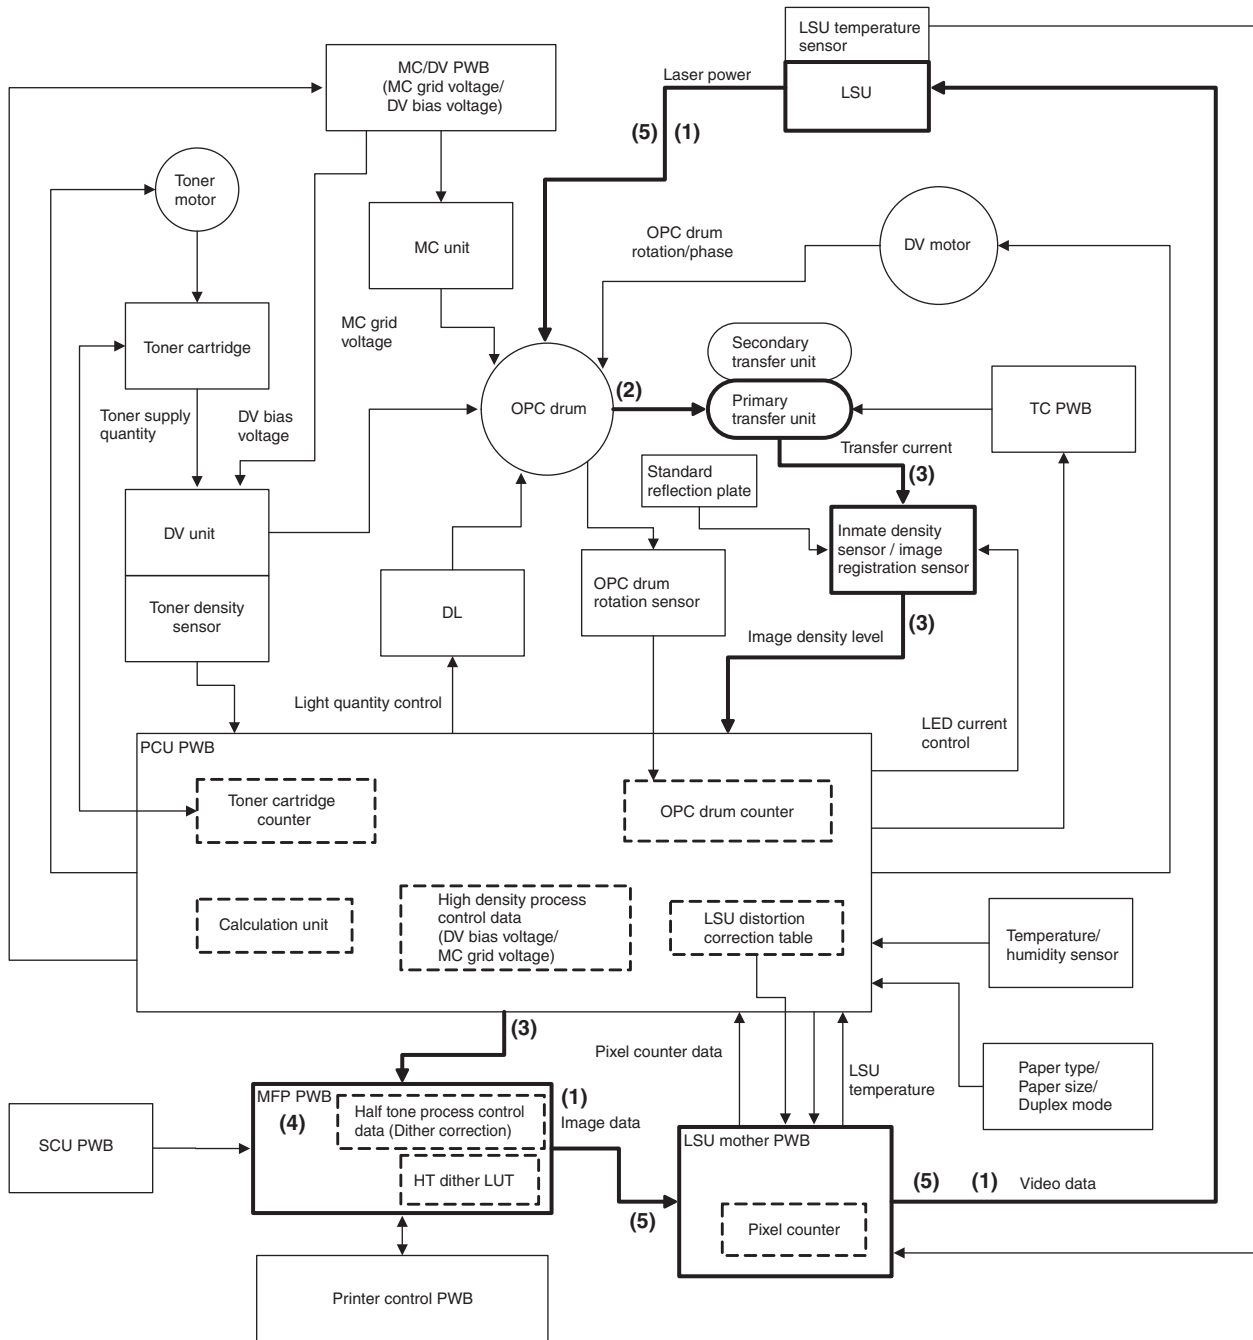 LSU temperature
sensor
MC/DV PWB
(MC grid voltage/
DV bias voltage)
Laser power
LSU
(5)
(1)
Toner
motor
MC unit
OPC drum
rotation/phase
DV motor
MC grid
voltage
Toner cartridge
Secondary
transfer unit
(2)
OPC drum
Primary
transfer unit
TC PWB
Toner supply
quantity
DV bias
voltage
Transfer current
(3)
Standard
reflection plate
DV unit
Inmate density
sensor / image
registration sensor
OPC drum
rotation sensor
Toner density
sensor
DL
(3)
Image density level
Light quantity control
LED current
control
PCU PWB
Toner cartridge
counter
OPC drum counter
Calculation unit
High density process
control data
(DV bias voltage/
MC grid voltage)
LSU distortion
correction table
Temperature/
humidity sensor
(3)
Pixel counter data
LSU
temperature
Paper type/
Paper size/
Duplex mode
MFP PWB
(4)
Half tone process control
data (Dither correction)
(1)
Image data
SCU PWB
HT dither LUT
LSU mother PWB
(5)
(5)
(1)
Video data
Pixel counter
Printer control PWB